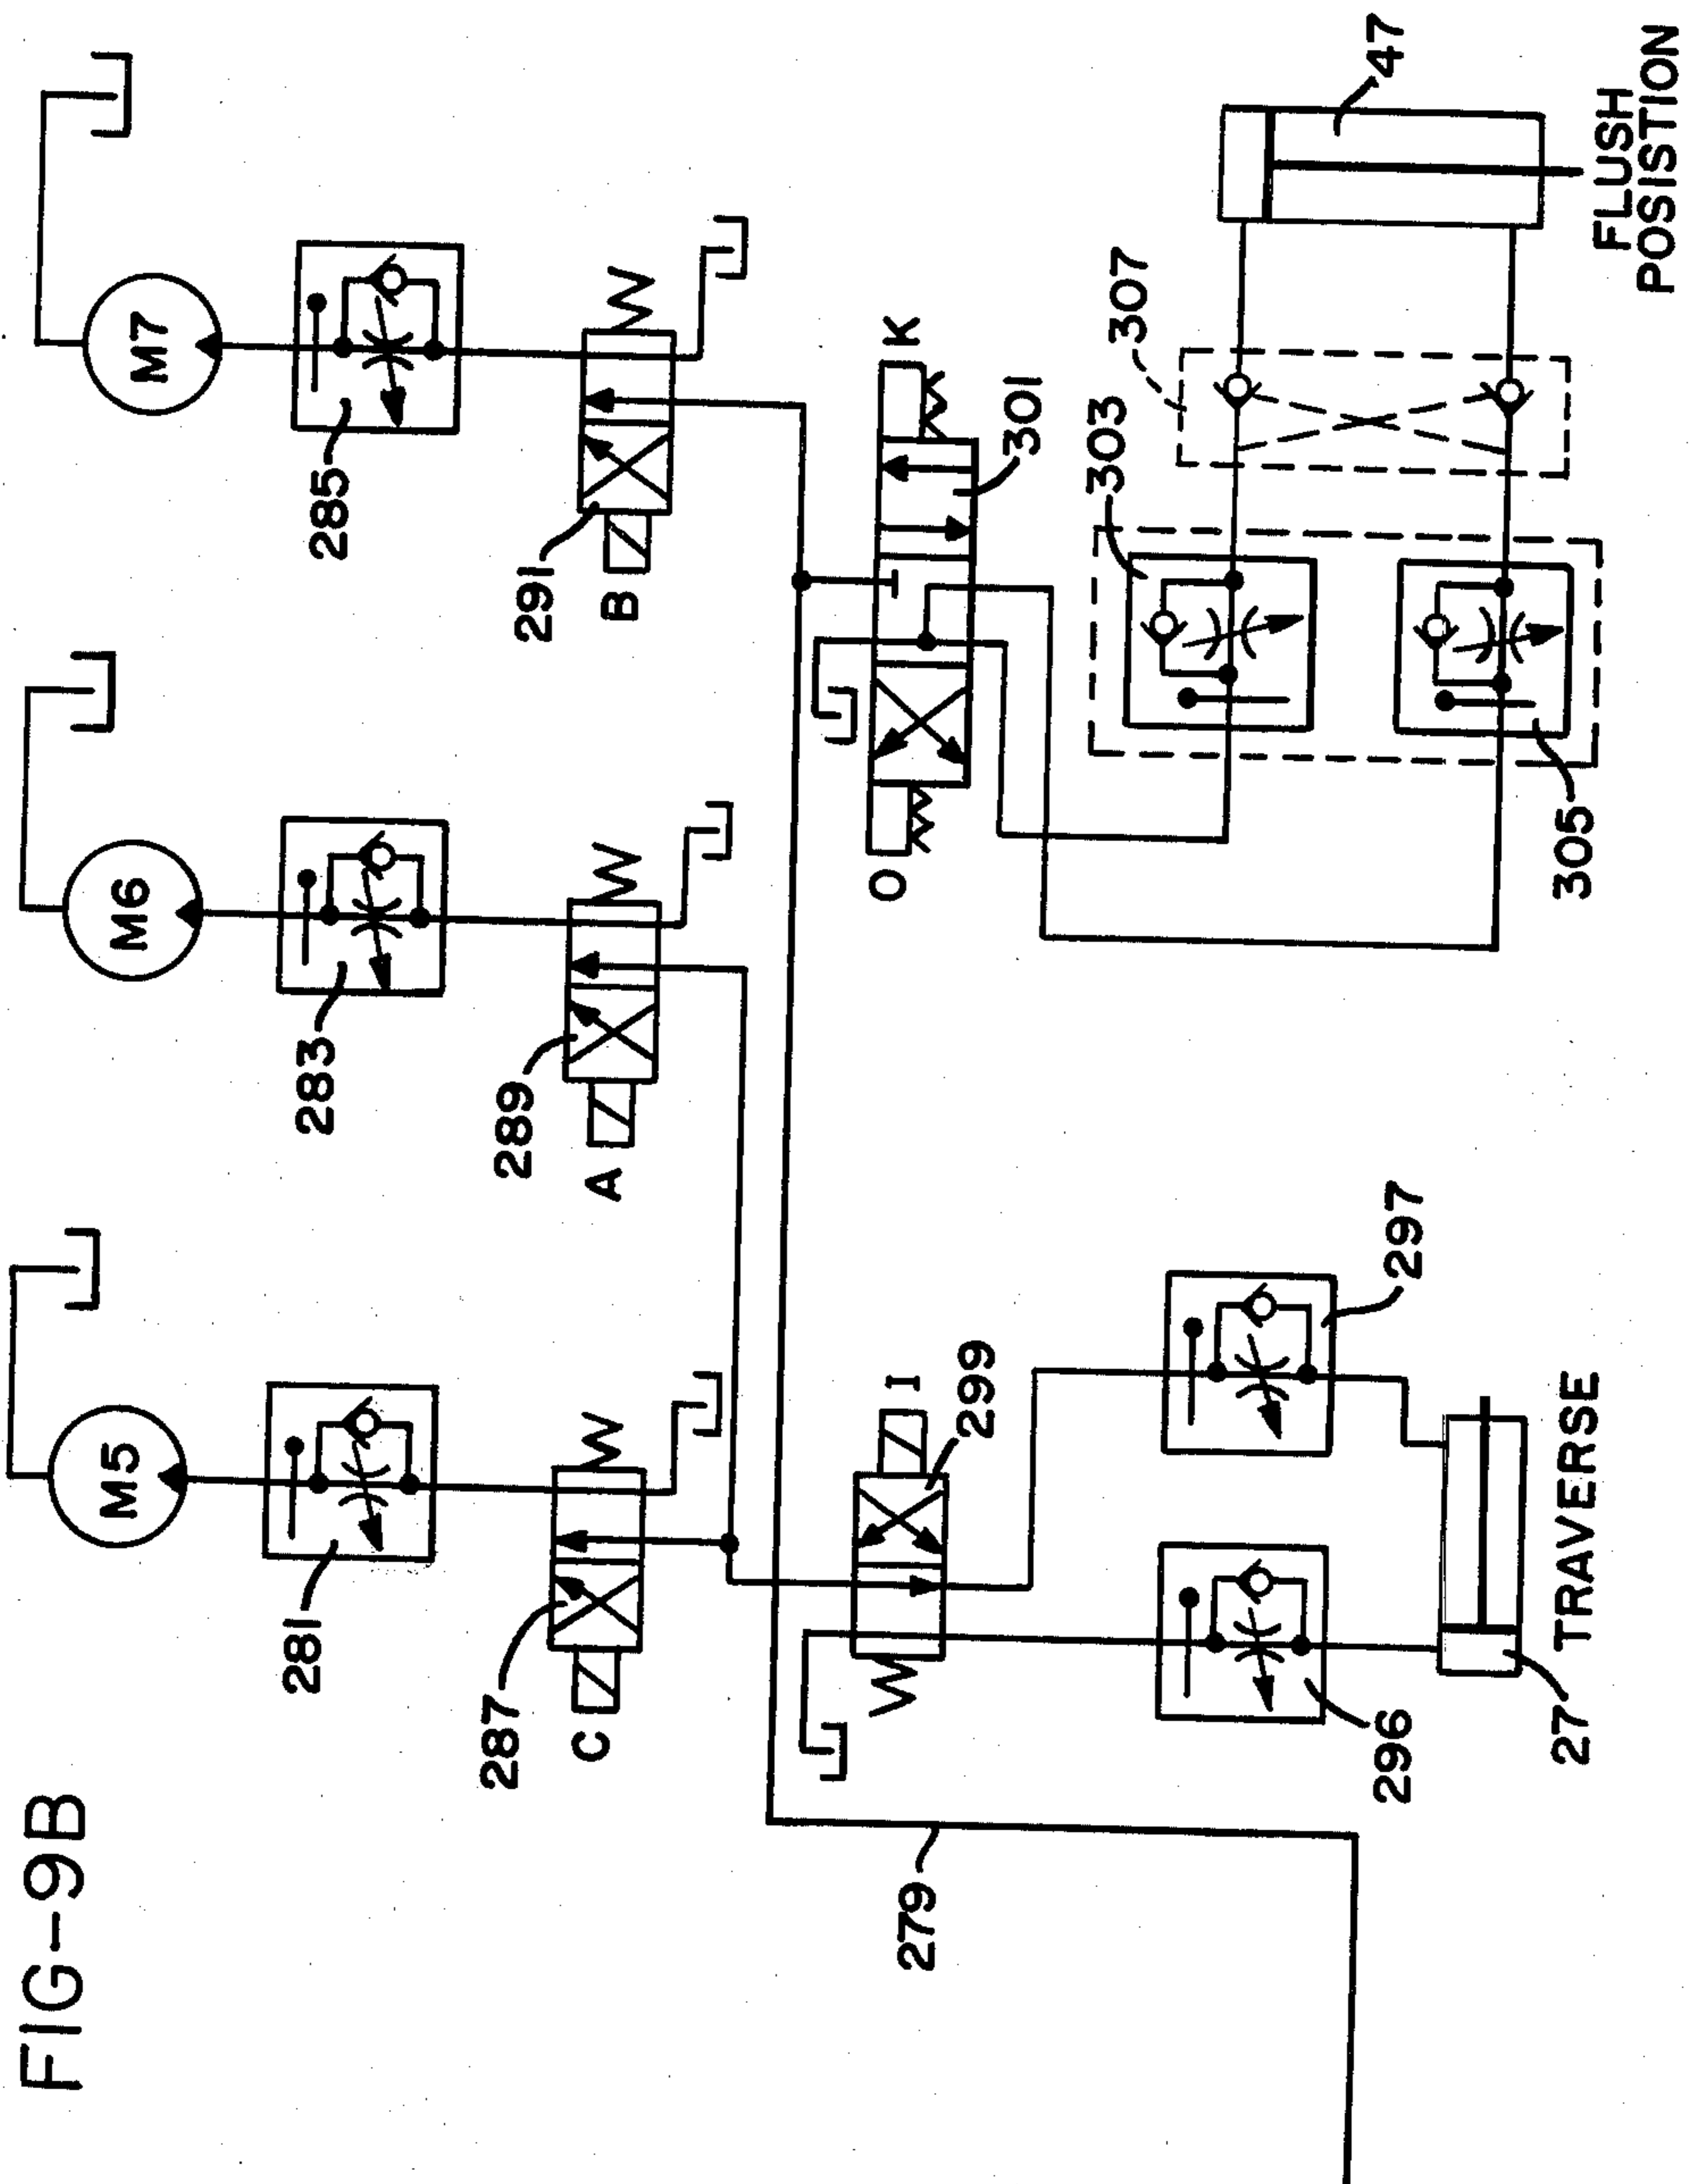 FIG-9B
M5
M6
M7
281
283
285
287
289
291
C
A
B
279
299
I
O
K
301
303
307
296
297
305
47
27
TRAVERSE
FLUSH
POSISTION